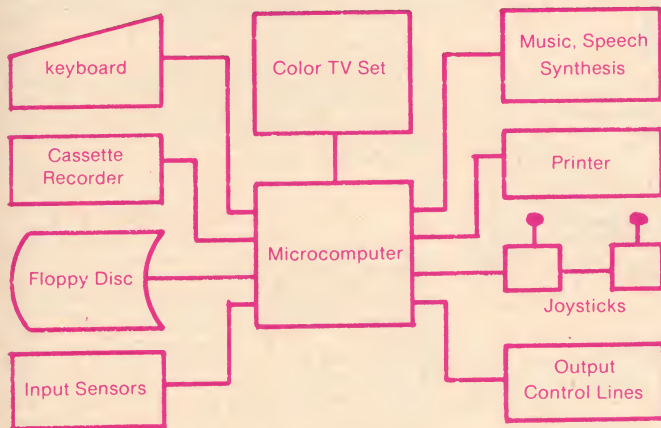 keyboard
Color TV Set
Music, Speech
Synthesis
Cassette
Recorder
Printer
Microcomputer
Floppy Disc
Joysticks
Input Sensors
Output
Control Lines